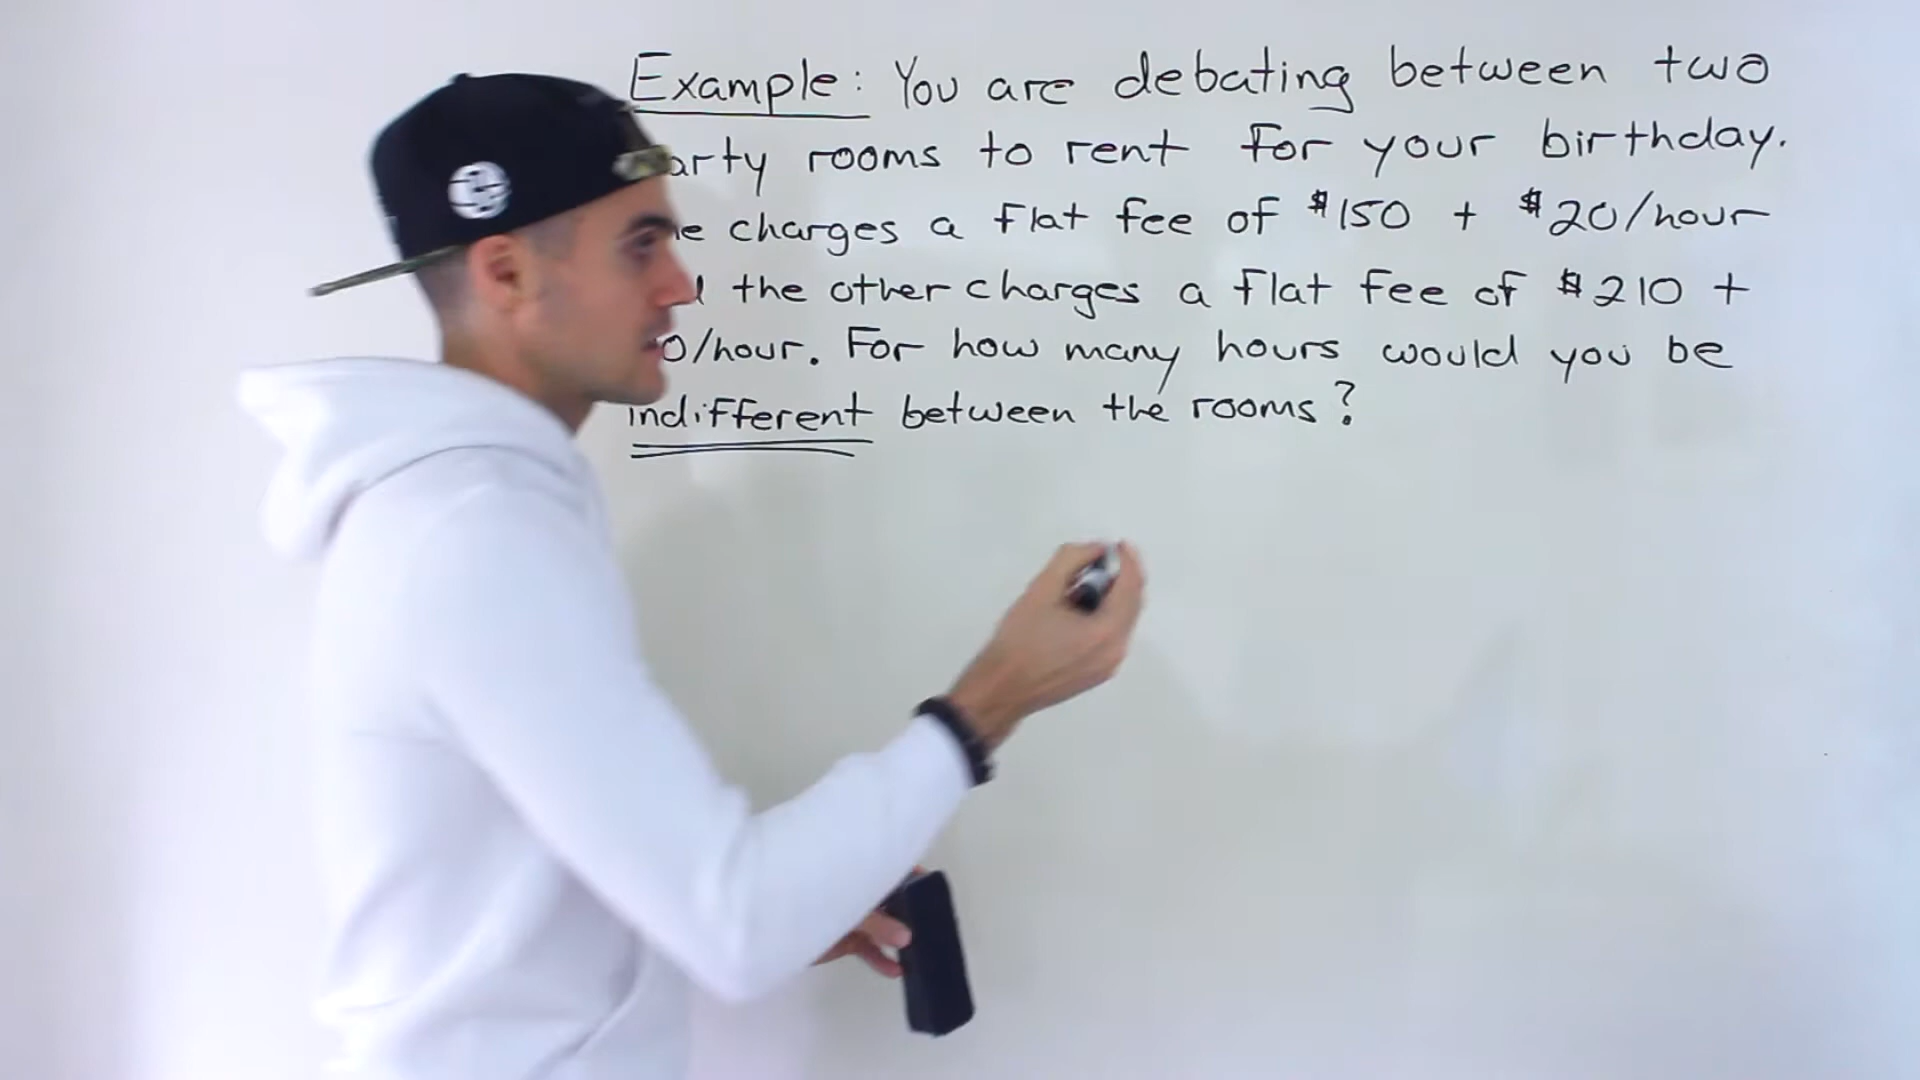 Example: You are debating between two
arty rooms to rent for your birthday.
e charges a flat fee of $150 + $20/hour
the other charges a flat fee of $210 +
0/hour. For how many hours would you be
indifferent between the rooms?